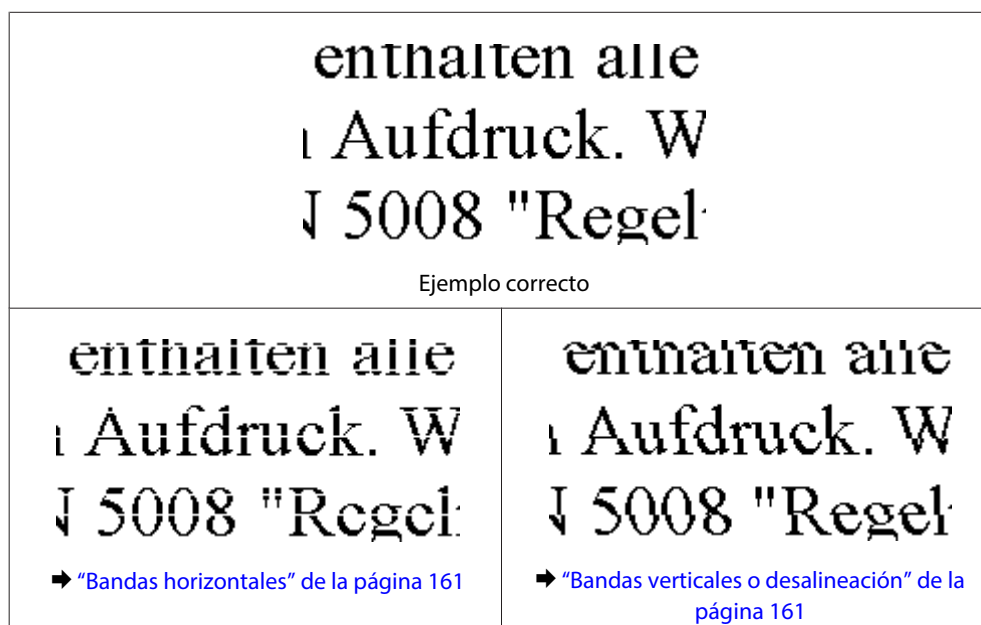 enthalten alle
Aufdruck. W
5008 "Regel
Ejemplo correcto
enthalten alle
Aufdruck. W
5008 "Regel
➡ “Bandas horizontales” de la página 161
enthalten alle
Aufdruck. W
5008 "Regel
➡ “Bandas verticales o desalineación” de la
página 161